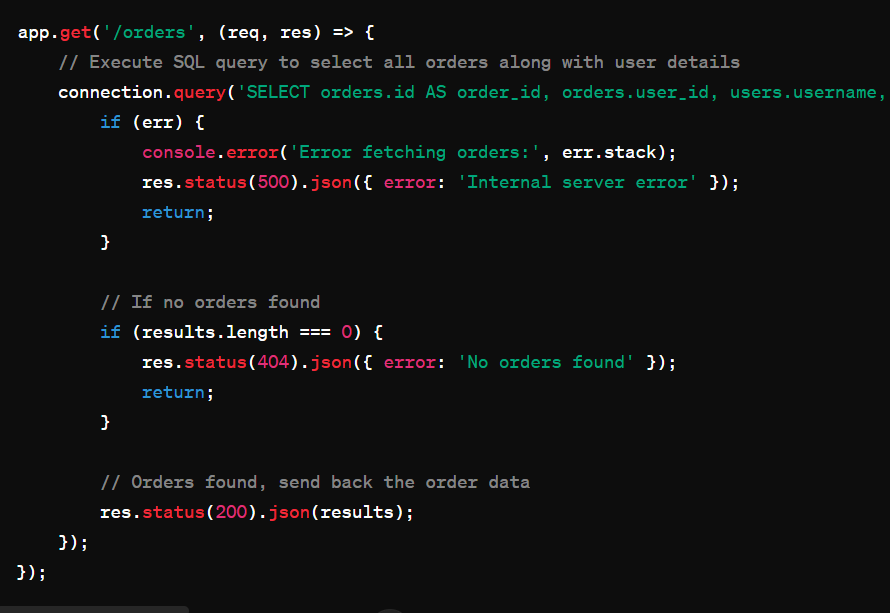 app.get('/orders', (req, res) => {
    // Execute SQL query to select all orders along with user details
    connection.query('SELECT orders.id AS order_id, orders.user_id, users.username,
        if (err) {
            console.error('Error fetching orders:', err.stack);
            res.status(500).json({ error: 'Internal server error' });
            return;
        }

        // If no orders found
        if (results.length === 0) {
            res.status(404).json({ error: 'No orders found' });
            return;
        }

        // Orders found, send back the order data
        res.status(200).json(results);
    });
});